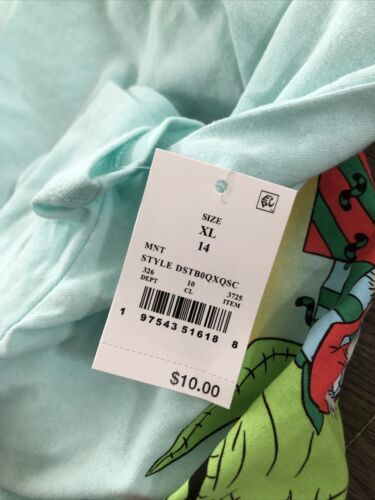 SIZE
XL
14
MNT
STYLE DSTB0QXQSC
326 10 3725
DEPT CL ITEM
1 97543 51618 8
$10.00